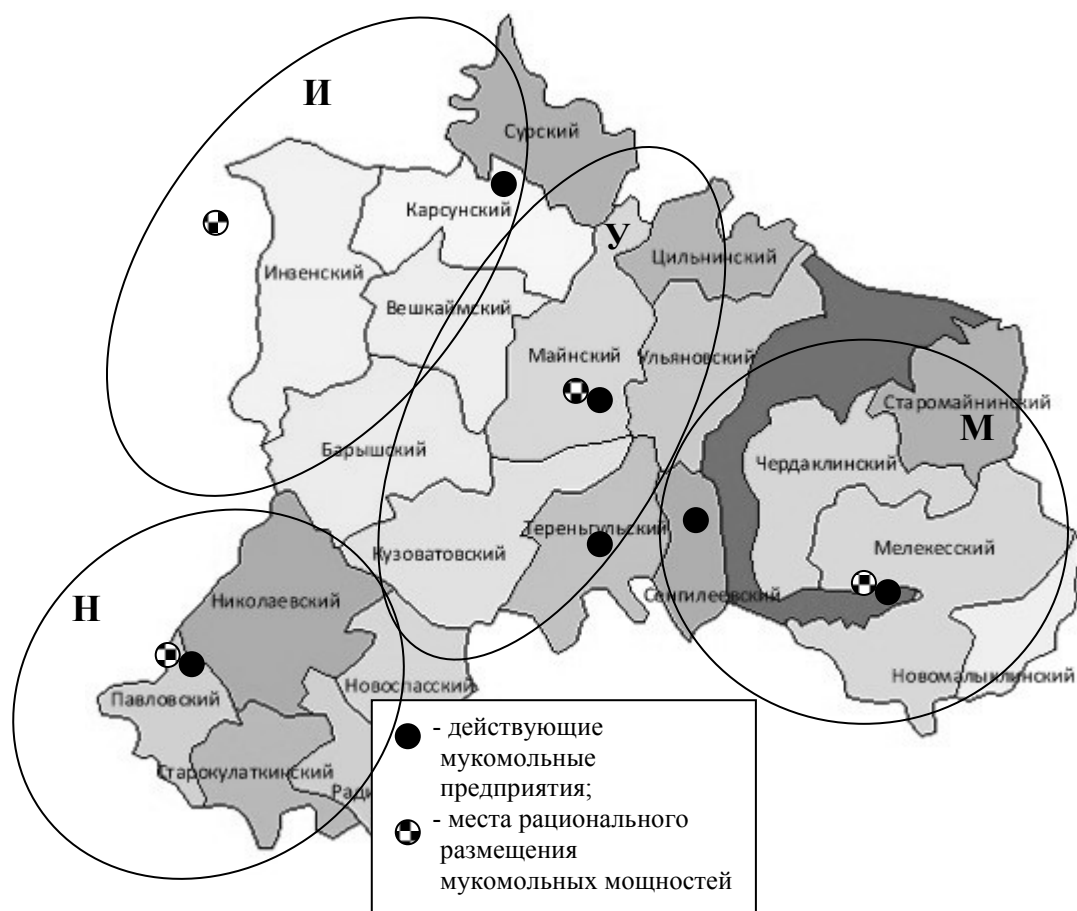 И
Сурский
Карсунский
У
Цильнинский
Инзенский
Вешкаймский
Майнский
Ульяновский
Старомайнинский
М
Барышский
Чердаклинский
Тереньгульский
Кузоватовский
Мелекесский
Сенгилеевский
Н
Николаевский
Новоспасский
Новомалыклинский
Павловский
Старокулаткинский
Ради
- действующие
мукомольные
предприятия;
- места рационального
размещения
мукомольных мощностей